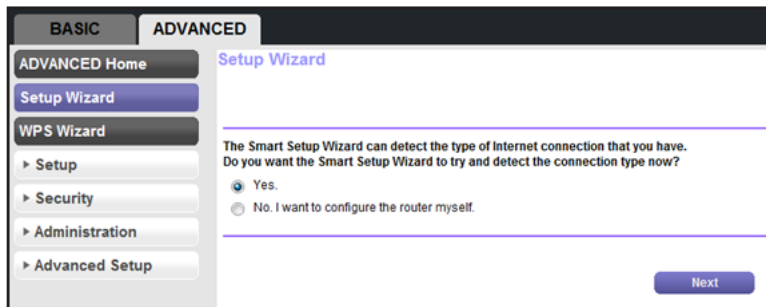 BASIC
ADVANCED
ADVANCED Home
Setup Wizard
WPS Wizard
Setup
Security
Administration
Advanced Setup
Setup Wizard
The Smart Setup Wizard can detect the type of Internet connection that you have.
Do you want the Smart Setup Wizard to try and detect the connection type now?
Yes.
No. I want to configure the router myself.
Next